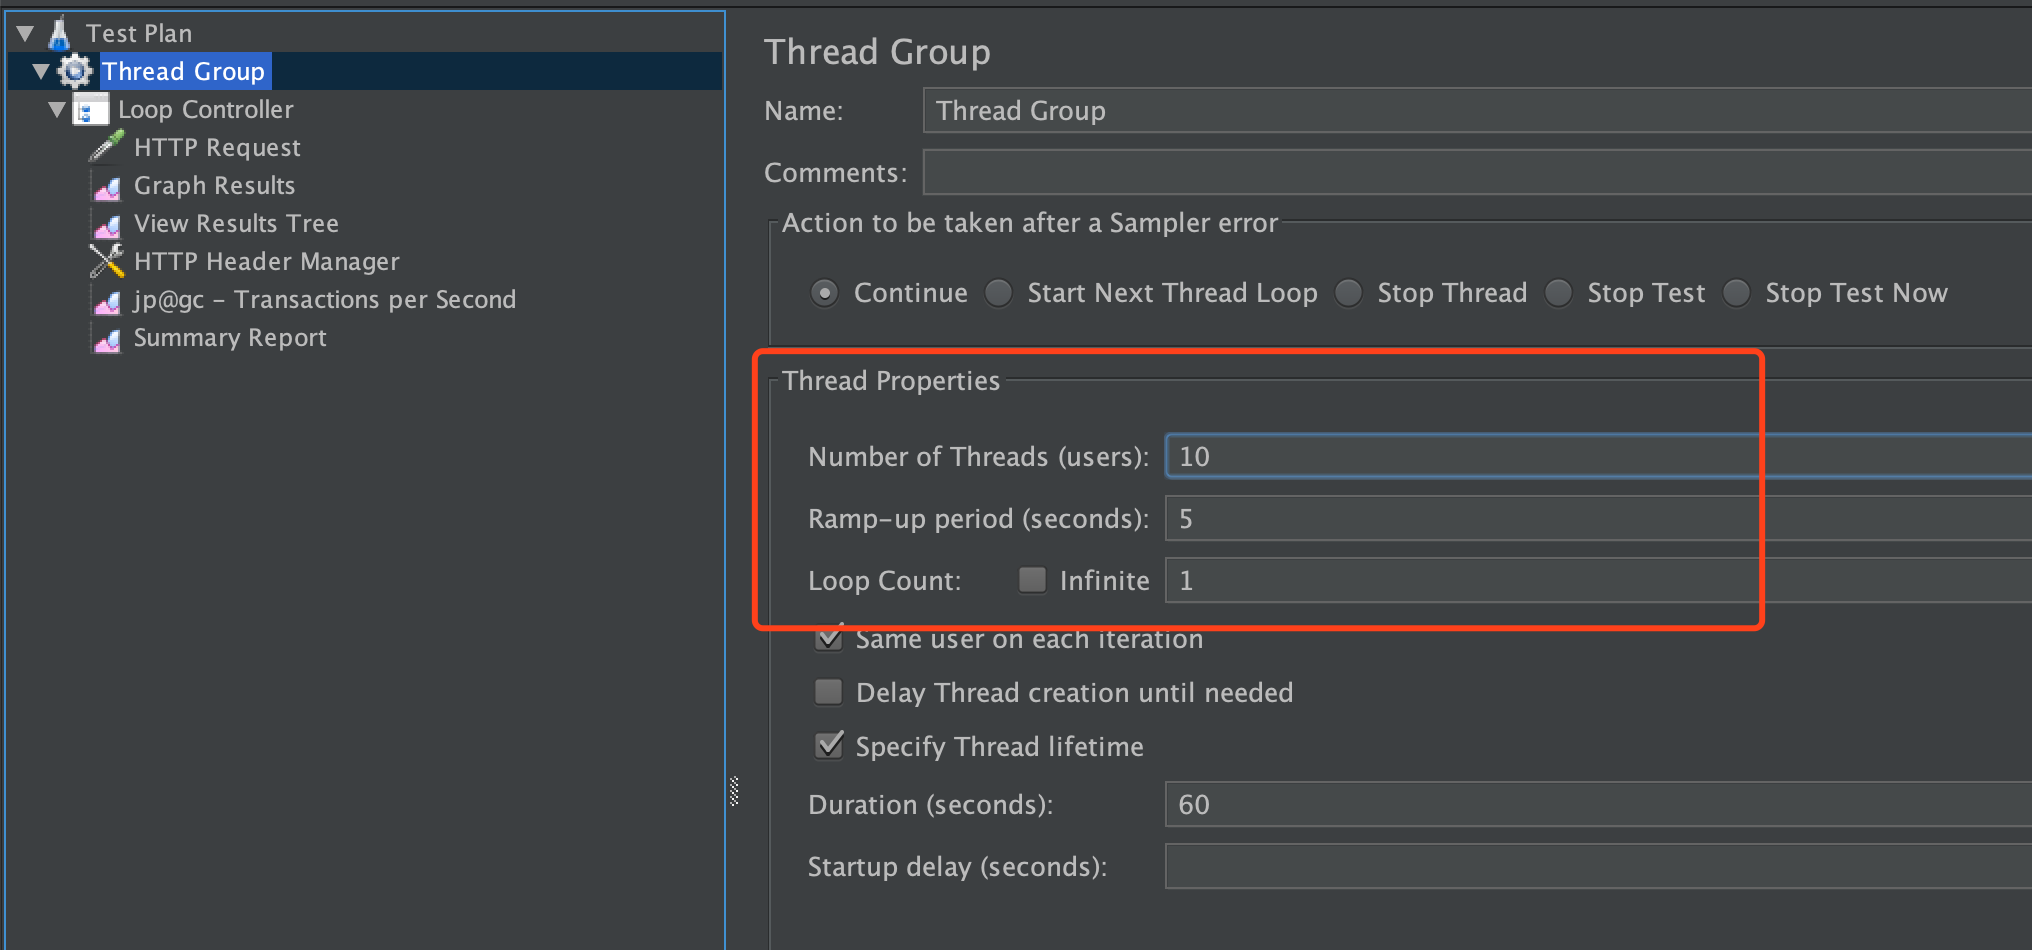 Test Plan
Thread Group
Loop Controller
HTTP Request
Graph Results
View Results Tree
HTTP Header Manager
jp@gc - Transactions per Second
Summary Report
Thread Group
Name: Thread Group
Comments:
Action to be taken after a Sampler error
Continue Start Next Thread Loop Stop Thread Stop Test Stop Test Now
Thread Properties
Number of Threads (users): 10
Ramp-up period (seconds): 5
Loop Count: Infinite 1
Same user on each iteration
Delay Thread creation until needed
Specify Thread lifetime
Duration (seconds): 60
Startup delay (seconds):